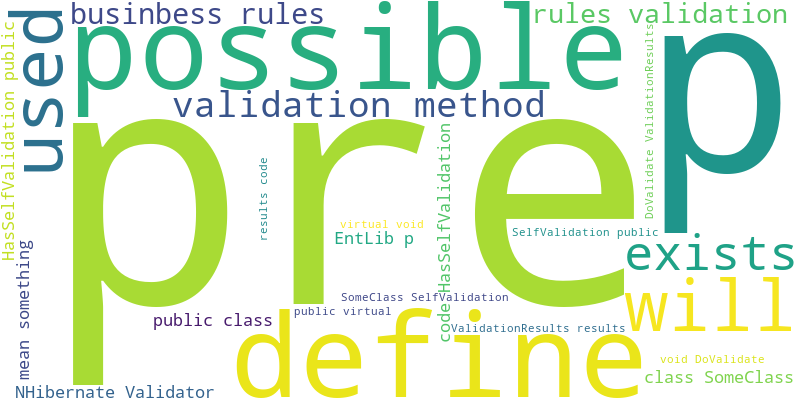 businbess rules
rules validation
possible
used
HasSelfValidation public
validation method
p
pre
DoValidate ValidationResults
results code
code HasSelfValidation
virtual void
EntLib p
SelfValidation public
exists
mean something
SomeClass SelfValidation
public virtual
will
public class
define
ValidationResults results
void DoValidate
class SomeClass
NHibernate Validator